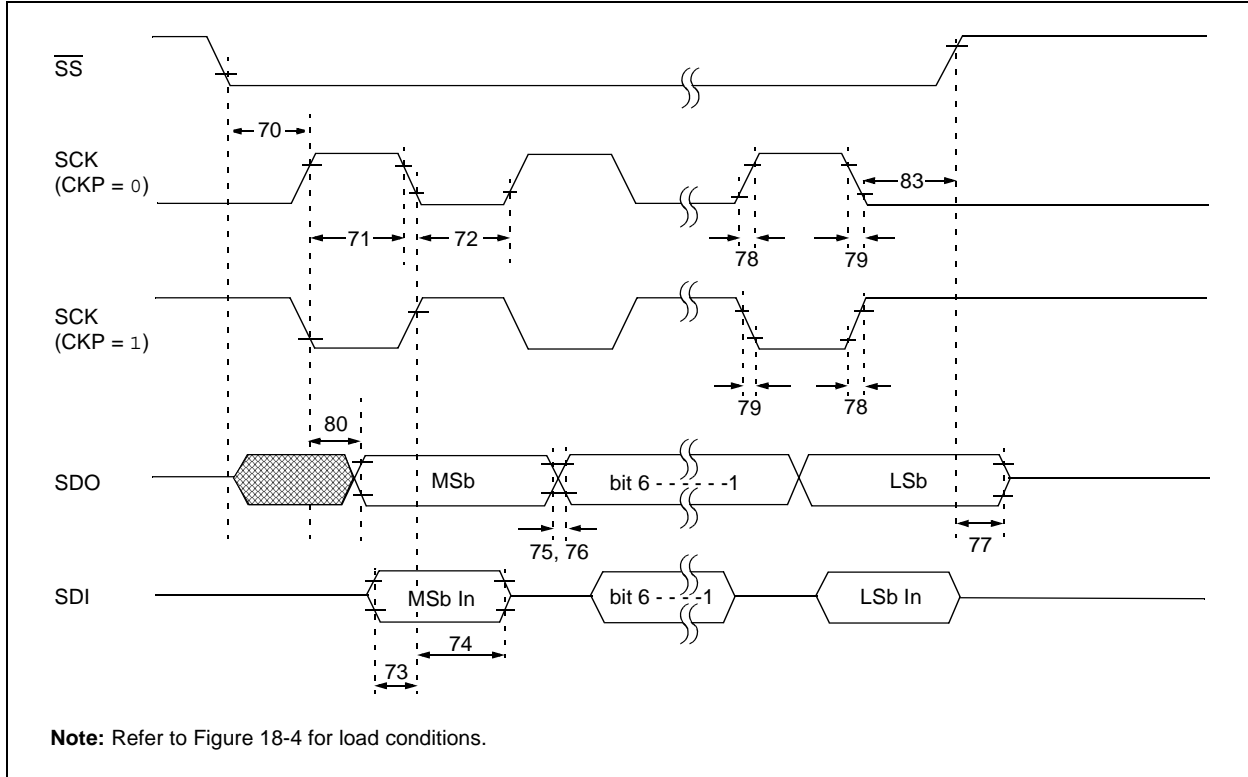 SS
70
SCK
(CKP = 0)
83
71
72
78
79
SCK
(CKP = 1)
79
78
80
SDO
MSb
bit 6 - - - - - -1
LSb
75, 76
77
SDI
MSb In
bit 6 - - - -1
LSb In
74
73
Note: Refer to Figure 18-4 for load conditions.